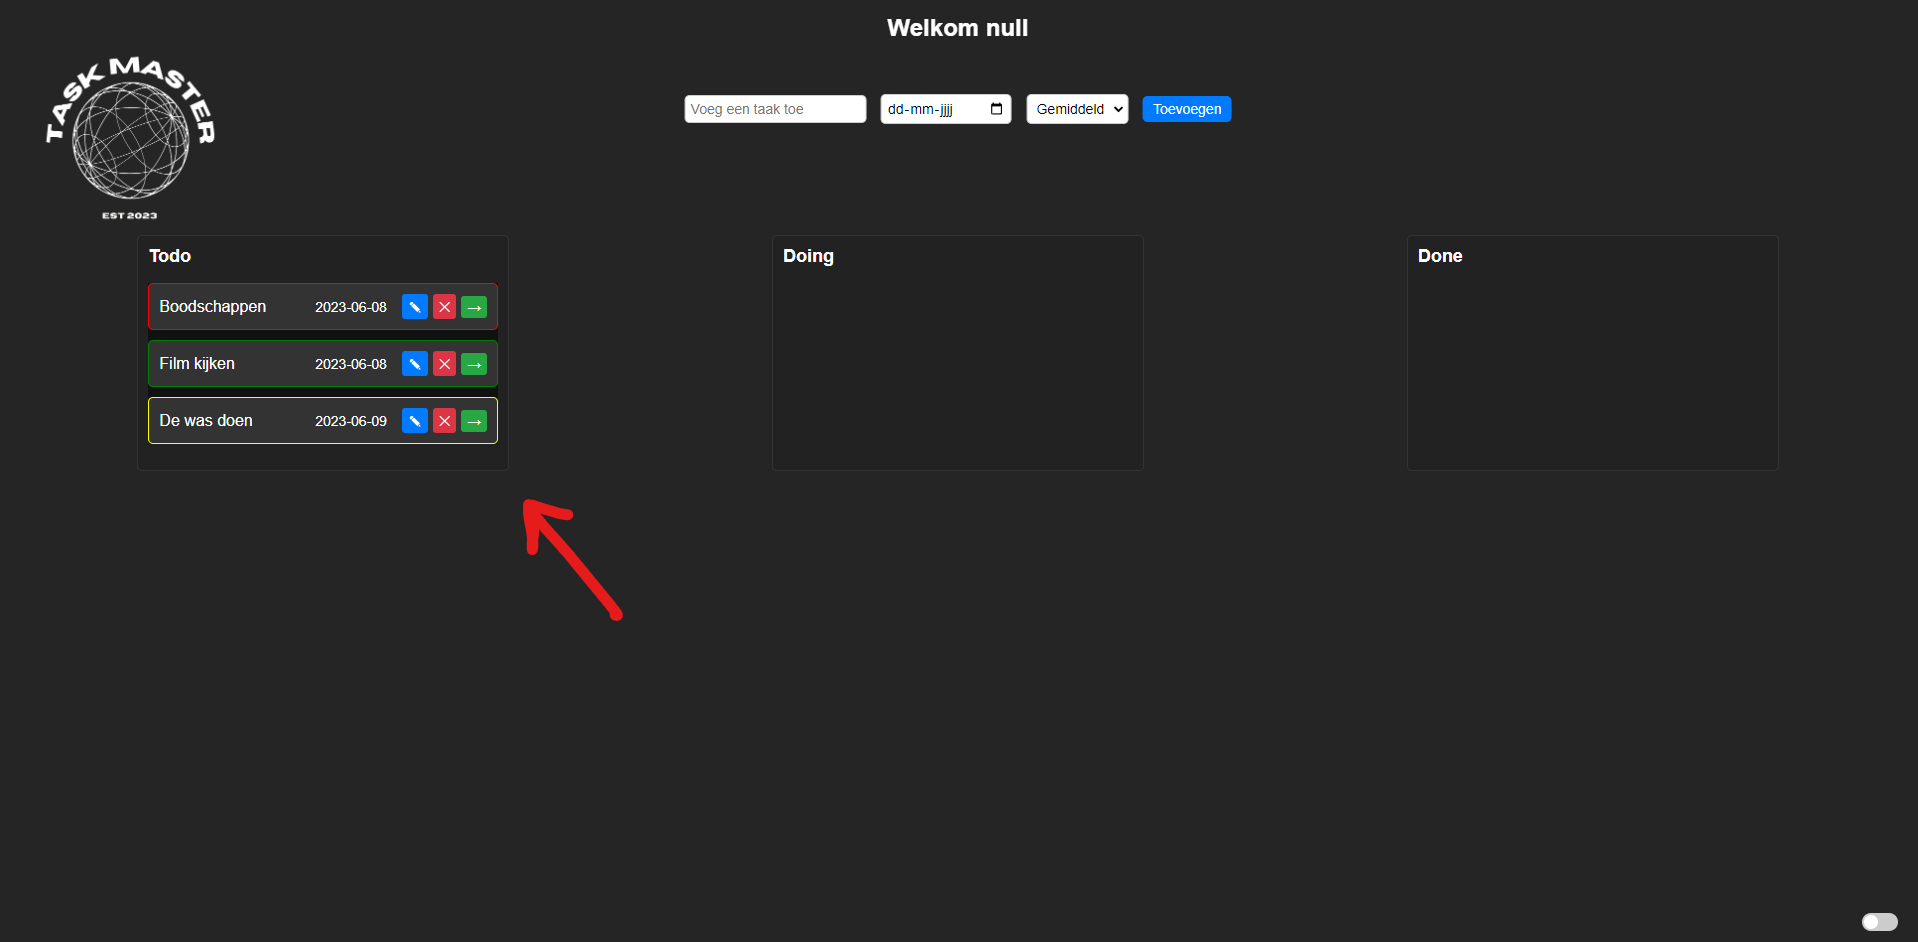 Welkom null
TASK MASTER
EST 2023
Voeg een taak toe
dd-mm-jjjj
Gemiddeld
Toevoegen
Todo
Boodschappen 2023-06-08 →
Film kijken 2023-06-08 →
De was doen 2023-06-09 →
Doing
Done